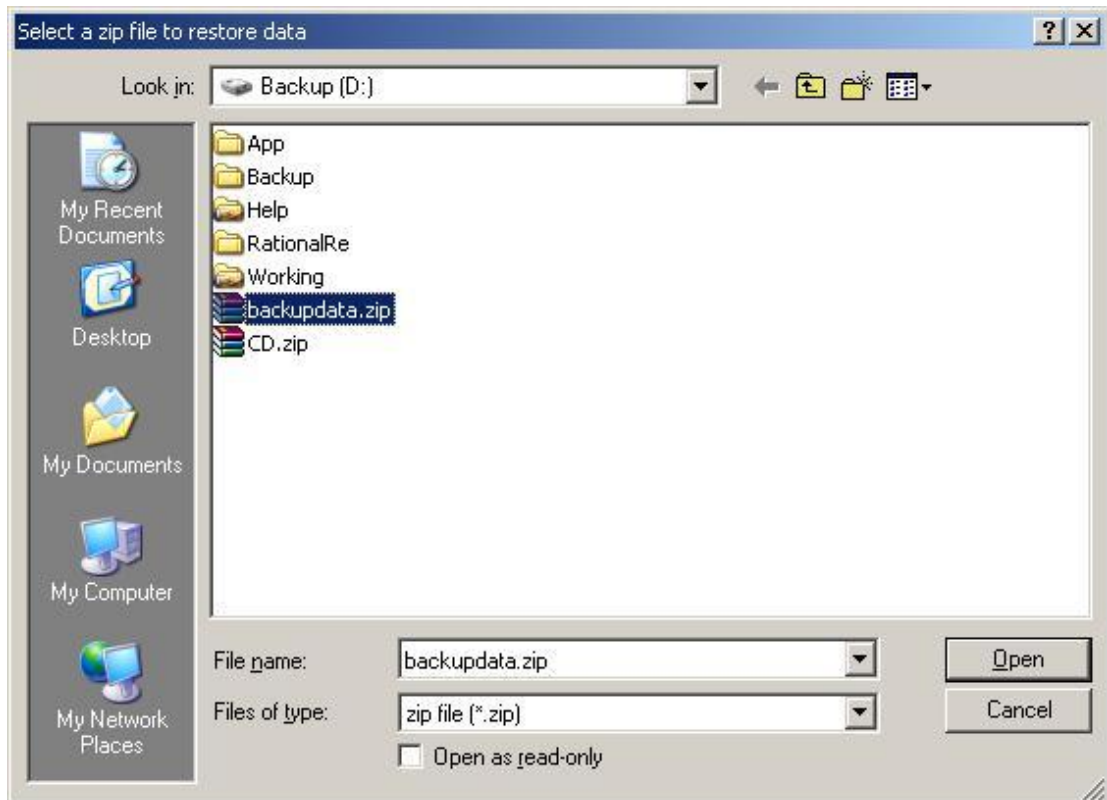 Select a zip file to restore data
Look in:
Backup (D:)
My Recent
Documents
Desktop
My Documents
My Computer
My Network
Places
App
Backup
Help
RationalRe
Working
backupdata.zip
CD.zip
File name:
backupdata.zip
Open
Files of type:
zip file (*.zip)
Cancel
Open as read-only